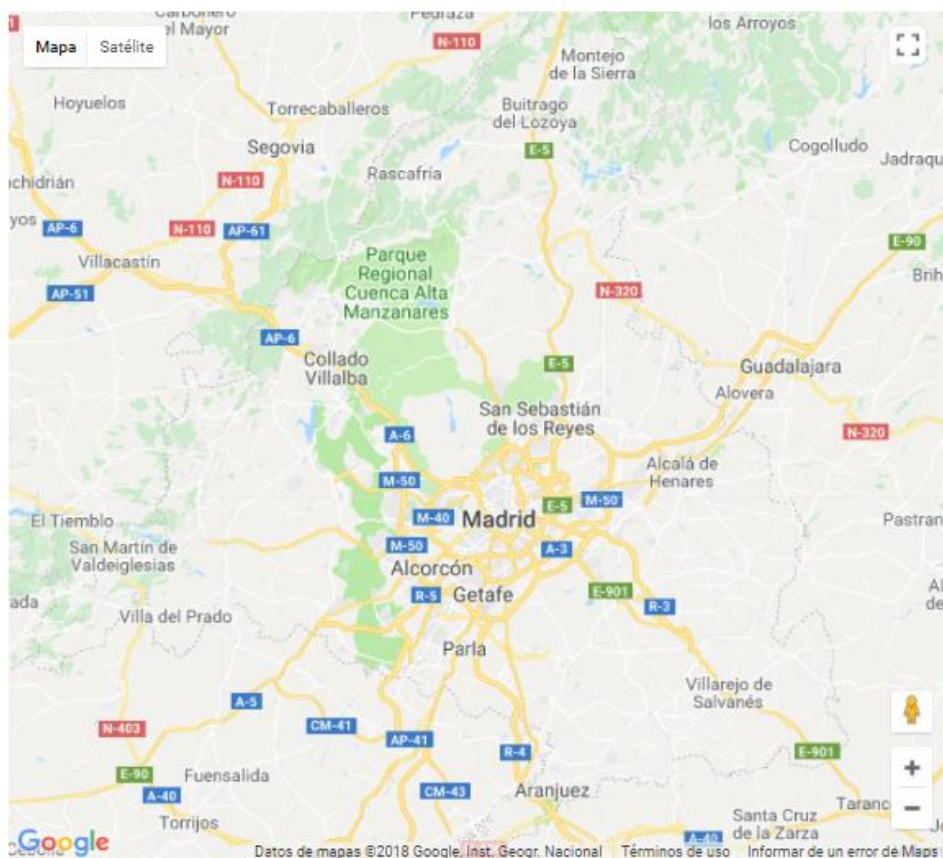 Carbonero
el Mayor
Pedraza
los Arroyos
Mapa
Satélite
N-110
Montejo
de la Sierra
Hoyuelos
Torrecaballeros
Buitrago
del Lozoya
Segovia
E-5
Cogolludo
Jadraque
Rascafría
N-110
AP-6
N-110
AP-61
E-90
Villacastín
Parque
Regional
Cuenca Alta
Manzanares
AP-51
N-320
AP-6
Collado
Villalba
E-5
Guadalajara
Alovera
San Sebastián
de los Reyes
A-6
N-320
Alcalá de
Henares
M-50
M-50
E-5
M-40
Madrid
El Tiemblo
San Martín de
Valdeiglesias
M-50
A-3
Alcorcón
R-5
Getafe
E-901
R-3
Villa del Prado
Parla
Villarejo de
Salvanés
A-5
N-403
CM-41
AP-41
R-4
E-901
E-90
Fuensalida
A-40
CM-43
Aranjuez
+
−
Torrijos
Santa Cruz
de la Zarza
A-40
Google
Datos de mapas ©2018 Google, Inst. Geogr. Nacional
Términos de uso
Informar de un error de Maps